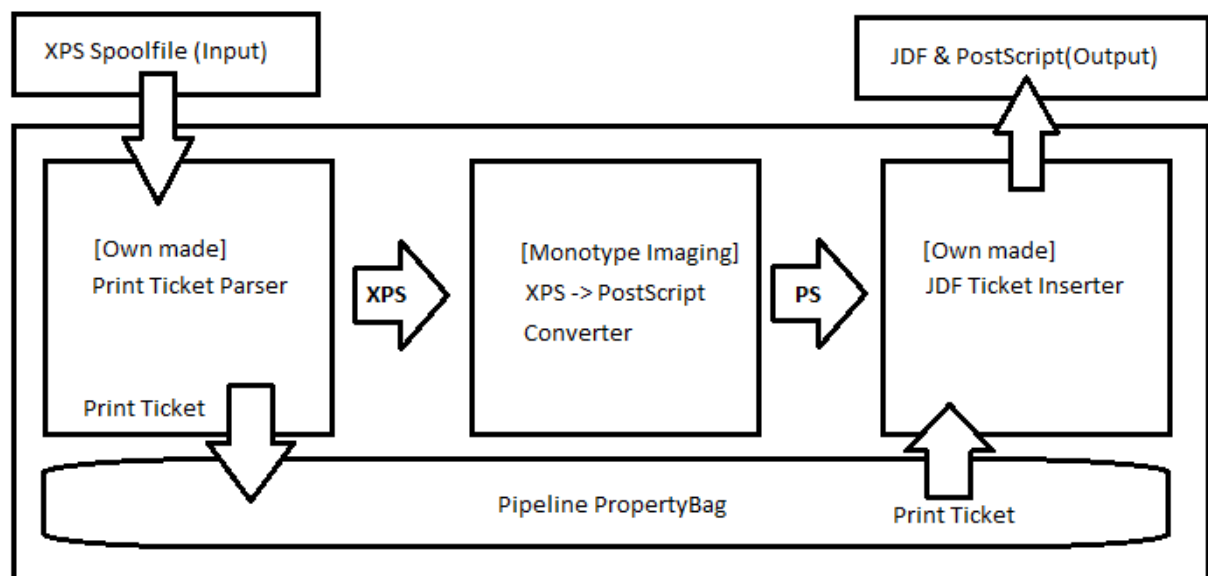 XPS Spoolfile (Input)
JDF & PostScript(Output)
[Own made]
Print Ticket Parser
Print Ticket
XPS
[Monotype Imaging]
XPS -> PostScript
Converter
PS
[Own made]
JDF Ticket Inserter
Pipeline PropertyBag
Print Ticket